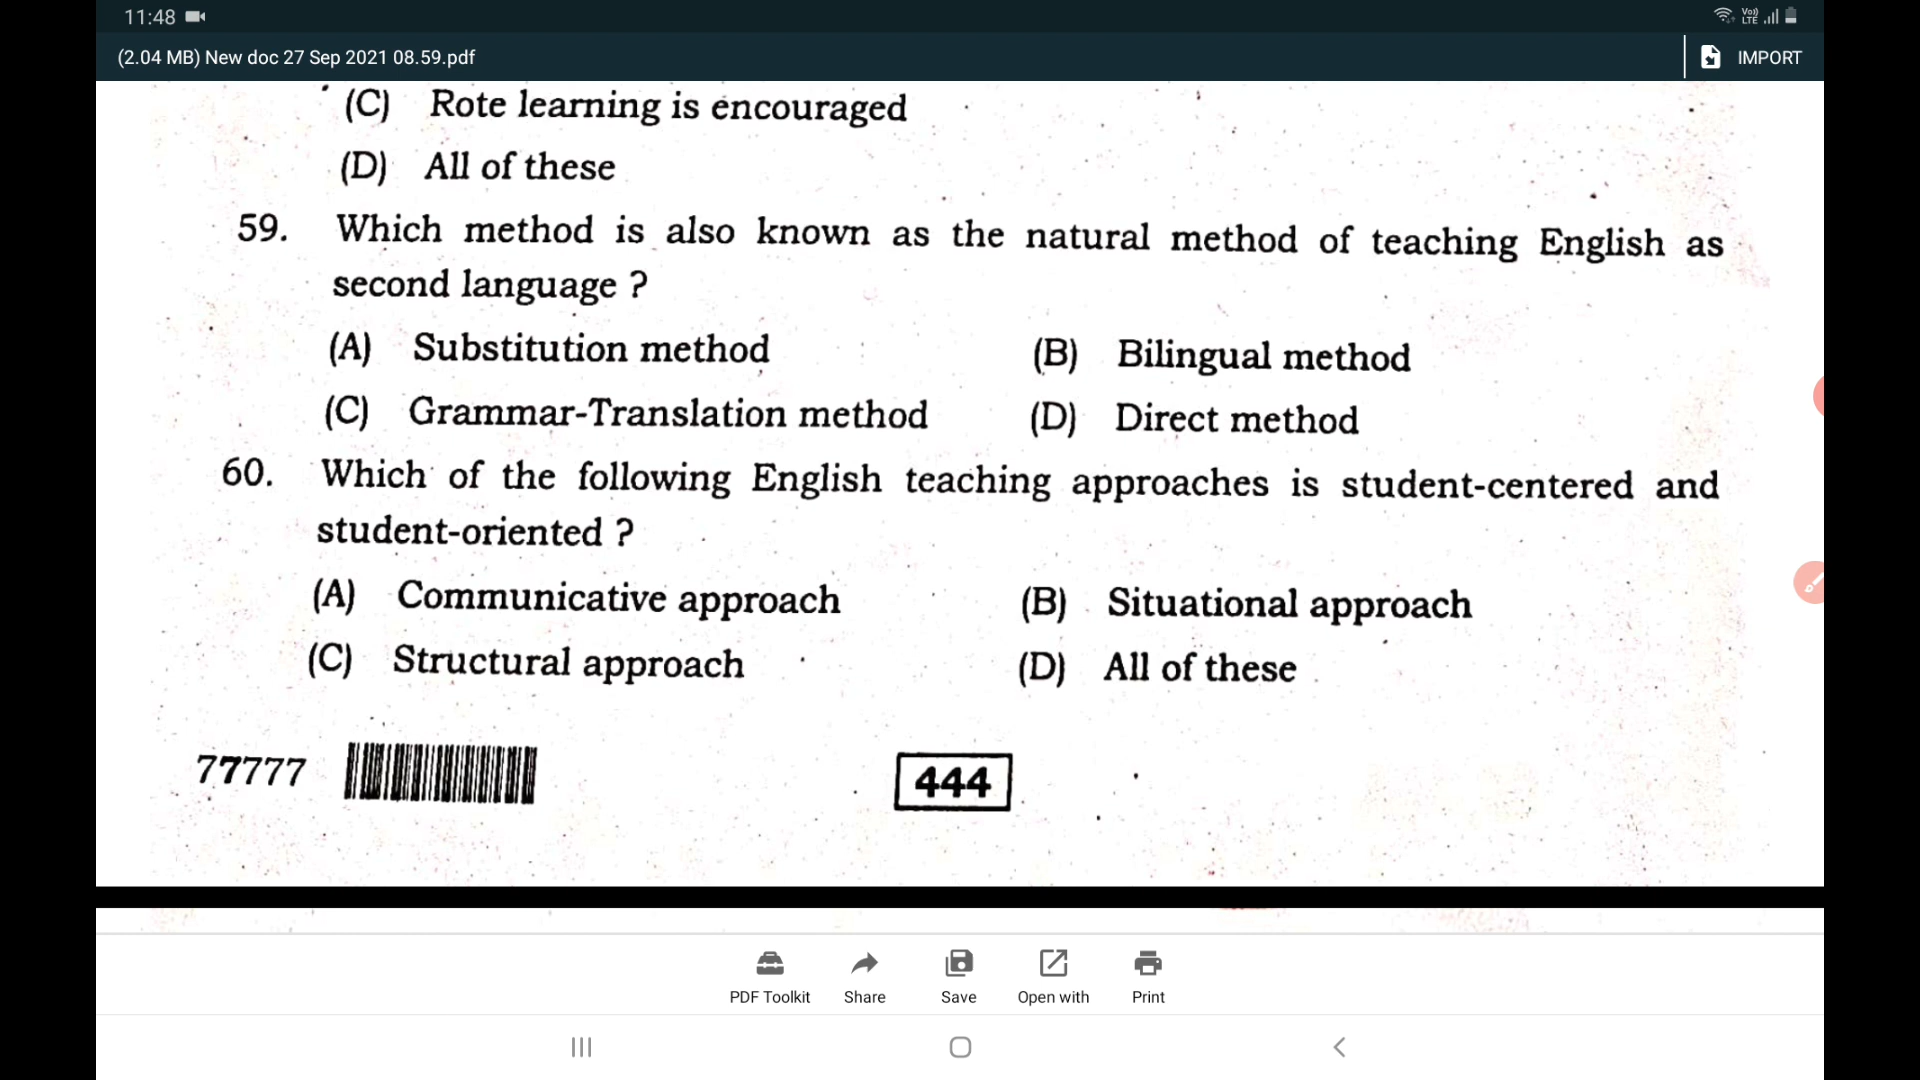 11:48
Vo)) LTE
(2.04 MB) New doc 27 Sep 2021 08.59.pdf
IMPORT
(C) Rote learning is encouraged
(D) All of these
59. Which method is also known as the natural method of teaching English as
second language ?
(A) Substitution method (B) Bilingual method
(C) Grammar-Translation method (D) Direct method
60. Which of the following English teaching approaches is student-centered and
student-oriented ?
(A) Communicative approach (B) Situational approach
(C) Structural approach (D) All of these
77777 444
PDF Toolkit Share Save Open with Print